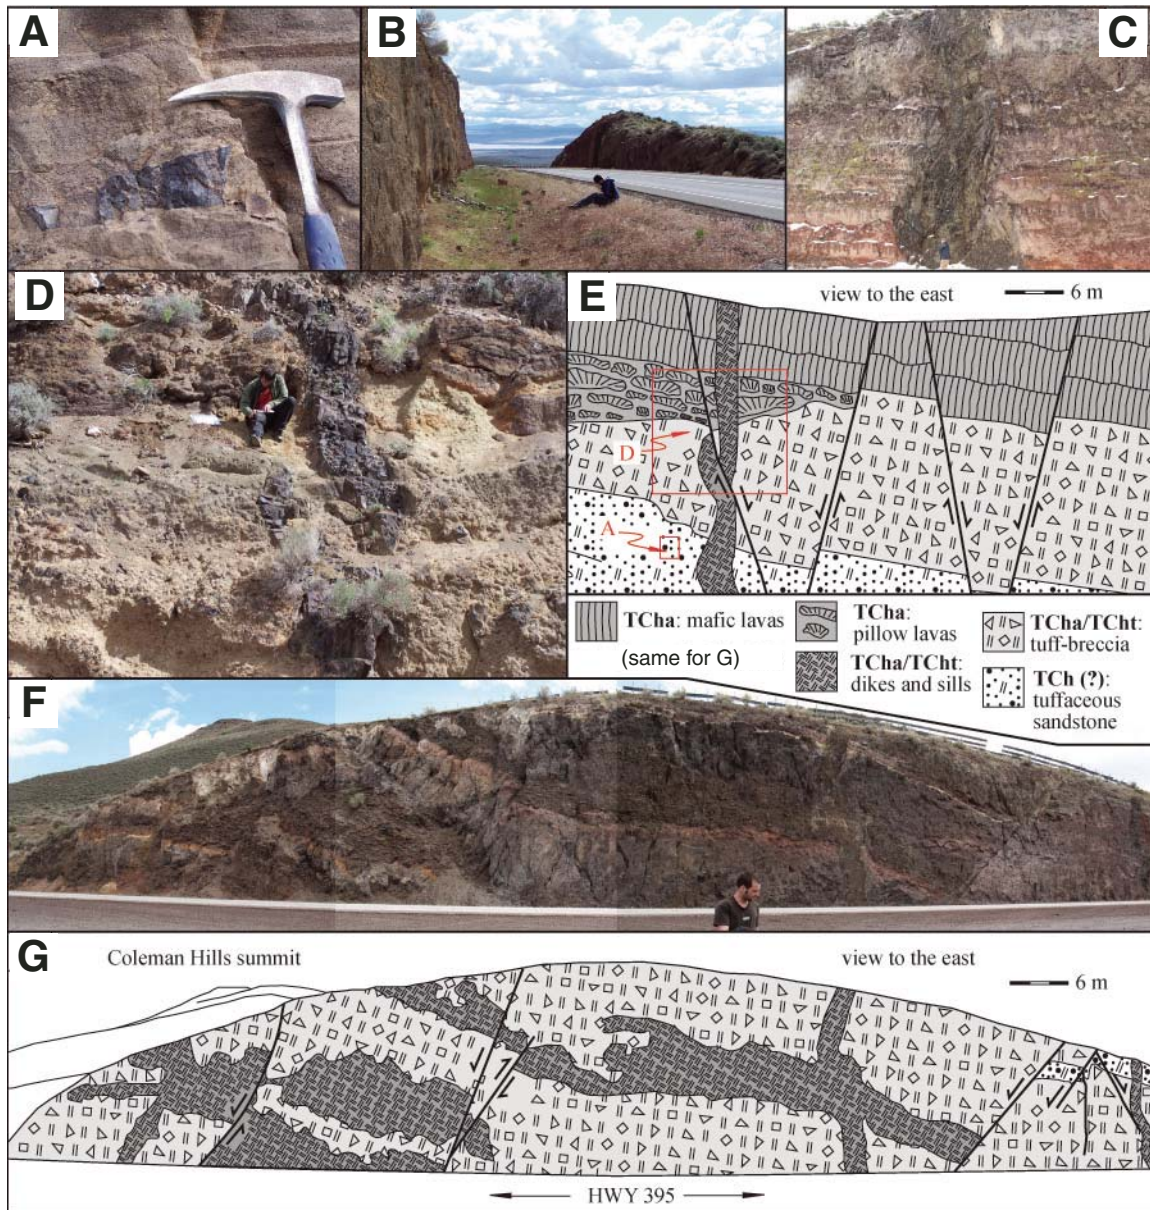 A
B
C
D
E
view to the east
6 m
D
A
TCha: mafic lavas
(same for G)
TCha:
pillow lavas
TCha/TCht:
dikes and sills
TCha/TCht:
tuff-breccia
TCh (?):
tuffaceous
sandstone
F
G
Coleman Hills summit
view to the east
6 m
HWY 395